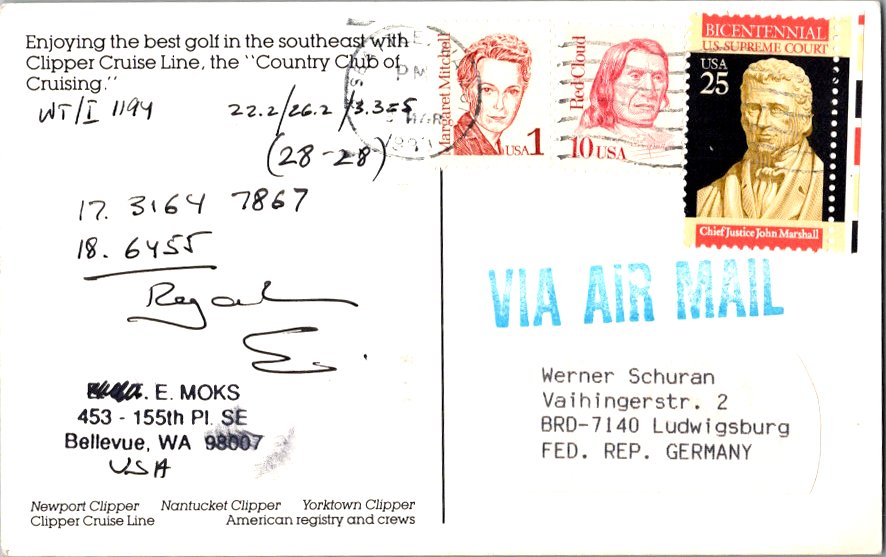 Enjoying the best golf in the southeast with
Clipper Cruise Line, the "Country Club of
Cruising."
WT/I 1194 22.2/26.2/3.3=5
(28-28)
17. 3164 7867
18. 6455
E. MOKS
453 - 155th Pl. SE
Bellevue, WA 98007
USA
Newport Clipper Nantucket Clipper Yorktown Clipper
Clipper Cruise Line American registry and crews
PM
Margaret Mitchell
USA 1
Red Cloud
10 USA
BICENTENNIAL
U.S. SUPREME COURT
USA
25
Chief Justice John Marshall
VIA AIR MAIL
Werner Schuran
Vaihingerstr. 2
BRD-7140 Ludwigsburg
FED. REP. GERMANY